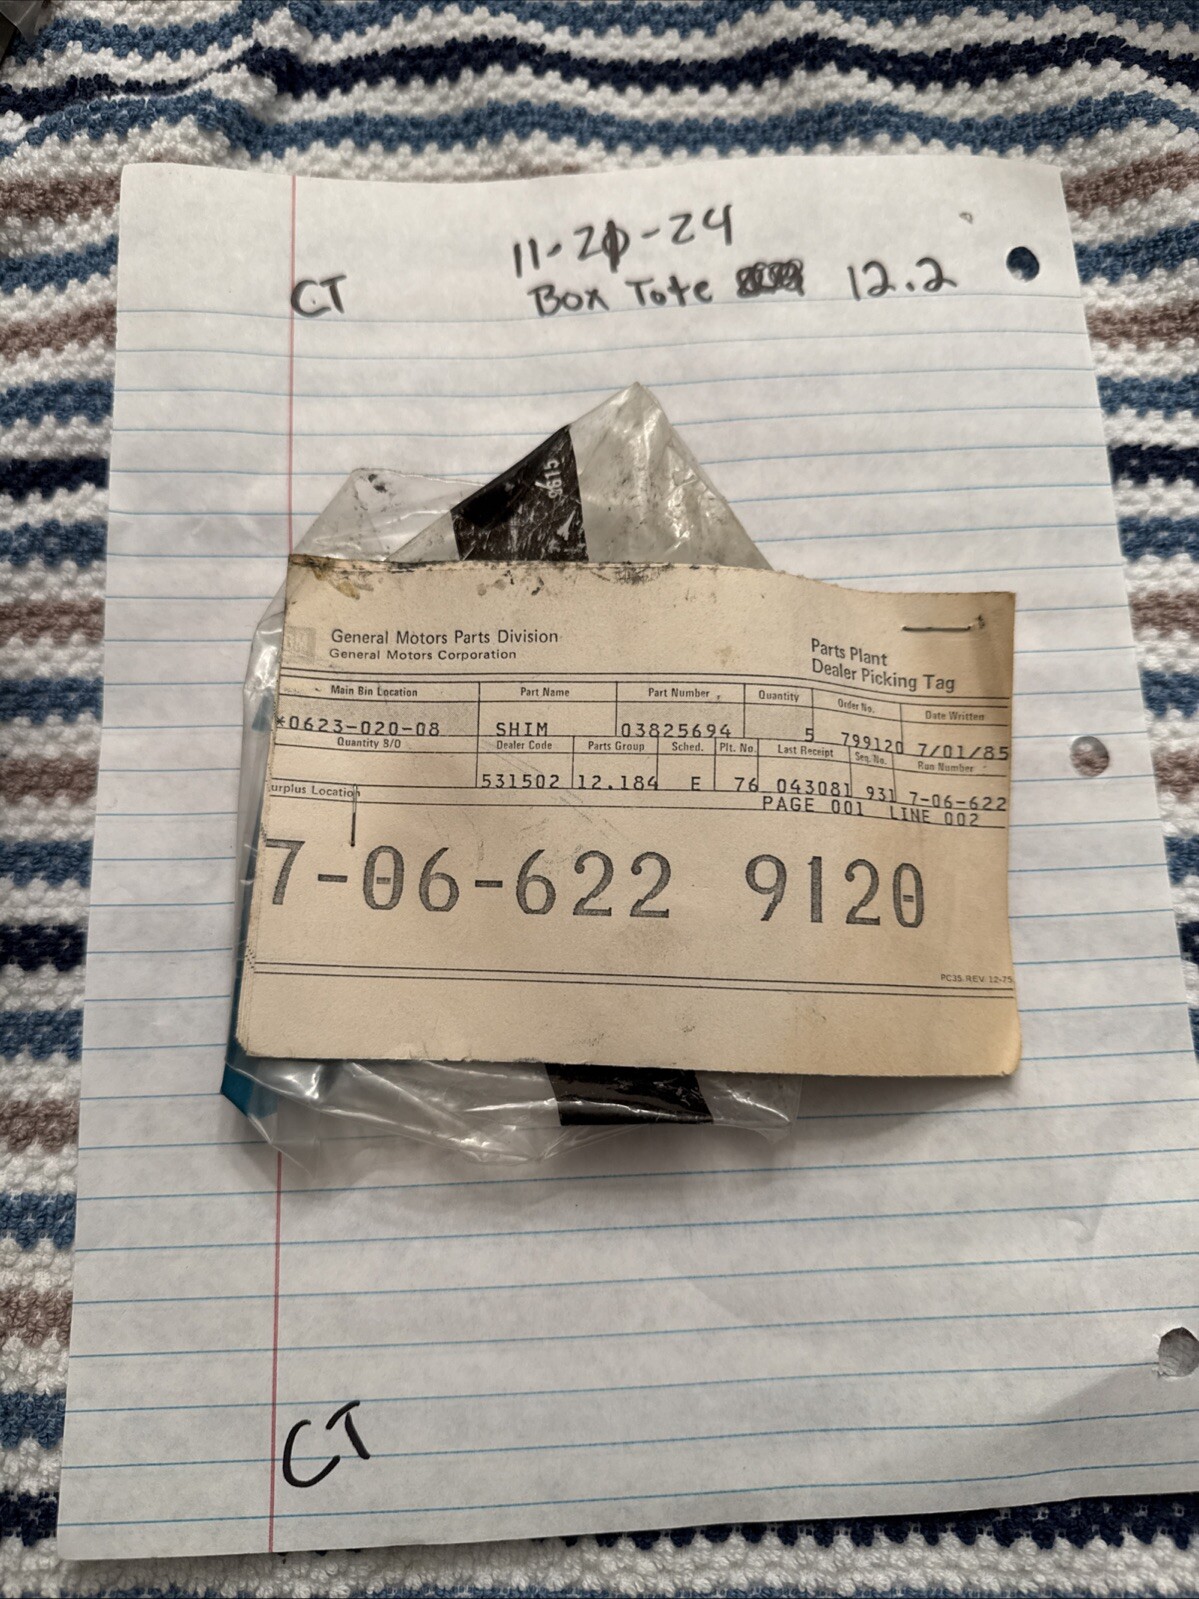 11-20-24
CT
Box Tote 12.2
9615
General Motors Parts Division
General Motors Corporation
Parts Plant
Dealer Picking Tag
Main Bin Location Part Name Part Number Quantity Order No. Date Written
*0623-020-08 SHIM 03825694 5 799120 7/01/85
Quantity B/O Dealer Code Parts Group Sched. Plt. No. Last Receipt Seq. No. Run Number
531502 12.184 E 76 043081 931 7-06-622
urplus Location PAGE 001 LINE 002
7-06-622 9120
PC35 REV 12-75
CT